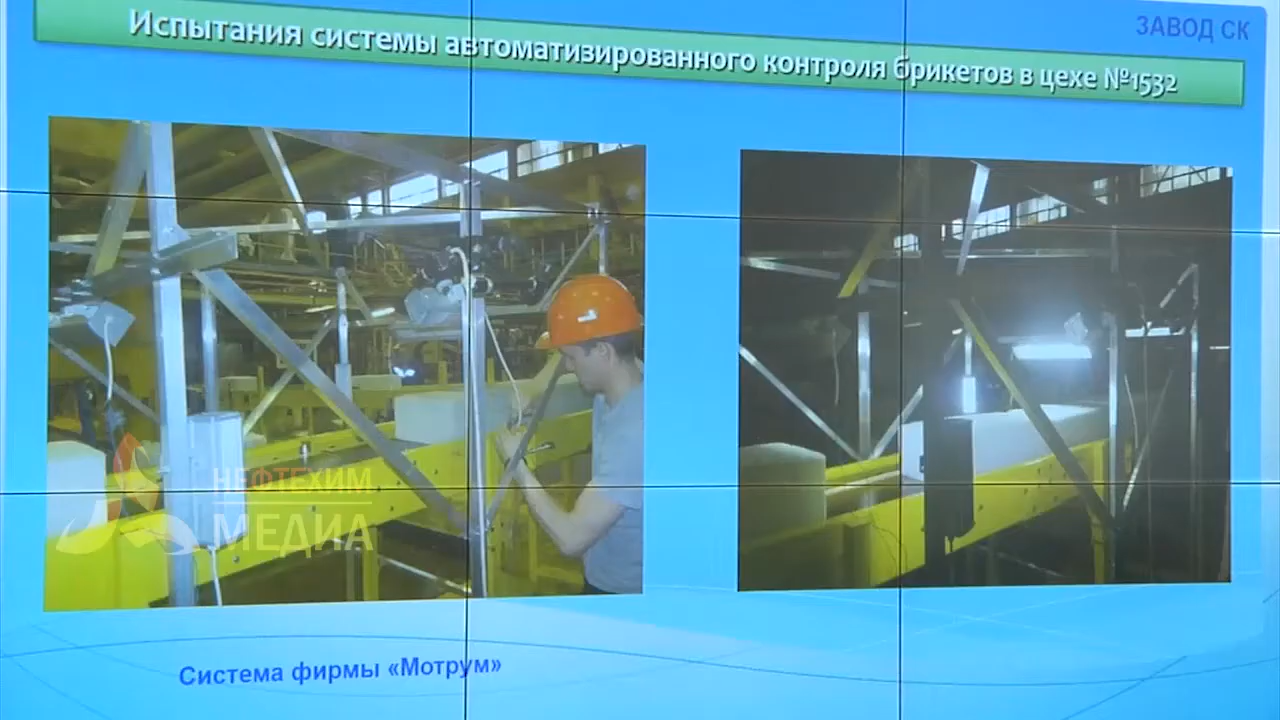 ЗАВОД СК
Испытания системы автоматизированного контроля брикетов в цехе №1532
НЕФТЕХИМ
МЕДИА
Система фирмы «Мотрум»